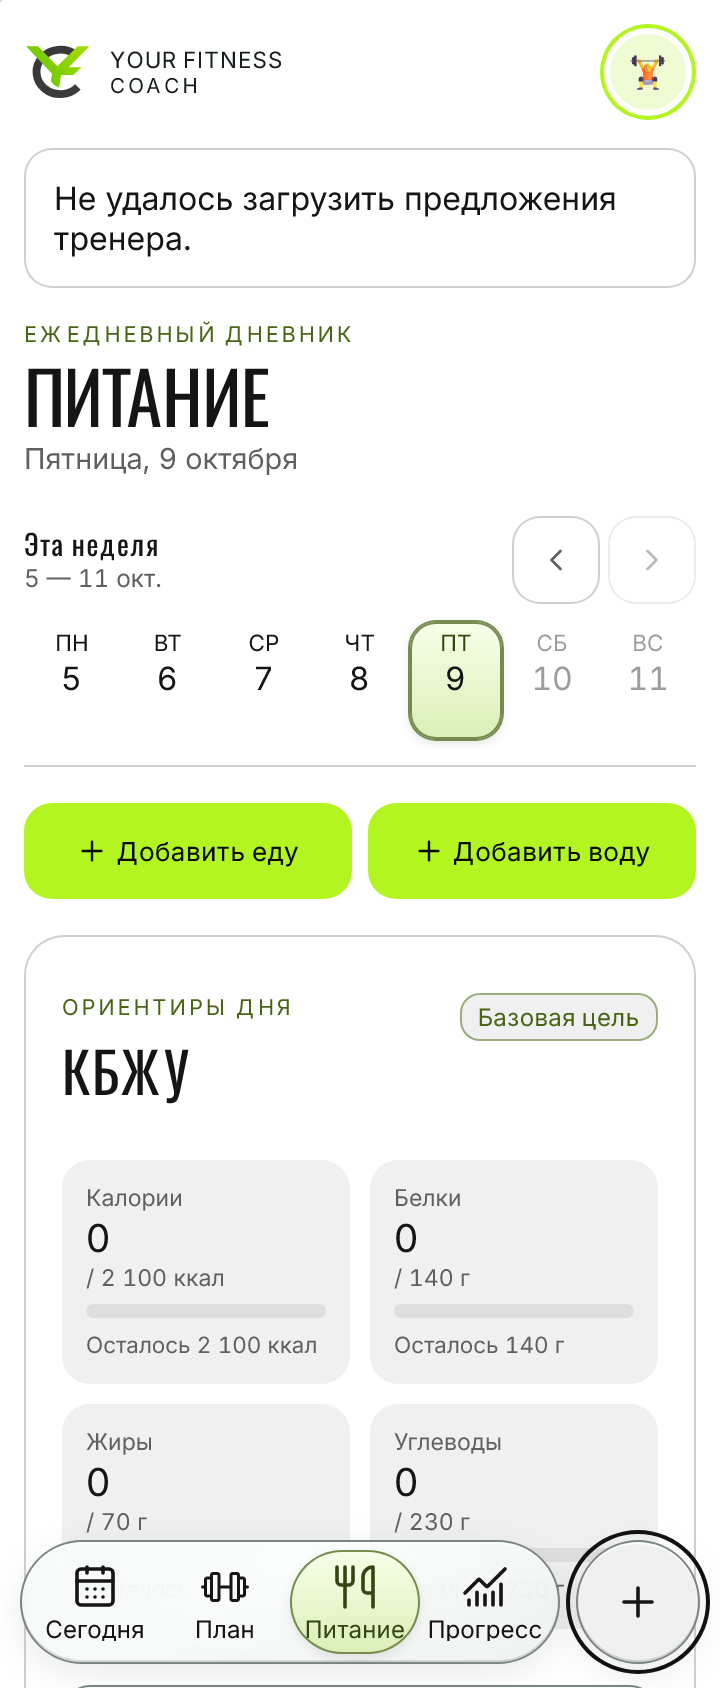 YOUR FITNESS
COACH
Не удалось загрузить предложения
тренера.
ЕЖЕДНЕВНЫЙ ДНЕВНИК
ПИТАНИЕ
Пятница, 9 октября
Эта неделя
5 — 11 окт.
ПН ВТ СР ЧТ ПТ СБ ВС
5 6 7 8 9 10 11
+ Добавить еду + Добавить воду
ОРИЕНТИРЫ ДНЯ
Базовая цель
КБЖУ
Калории Белки
0 0
/ 2 100 ккал / 140 г
Осталось 2 100 ккал Осталось 140 г
Жиры Углеводы
0 0
/ 70 г / 230 г
Сегодня План Питание Прогресс